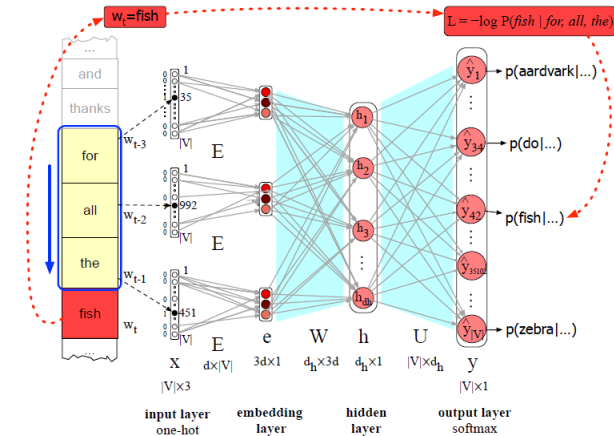 w_t=fish
L = −log P(fish | for, all, the)
...
and
thanks
for
all
the
fish
...
w_t-3
w_t-2
w_t-1
w_t
1
35
|V|
1
992
|V|
1
451
|V|
E
E
E
h_1
h_2
h_3
h_dh
ŷ_1
ŷ_34
ŷ_42
ŷ_35102
ŷ_|V|
p(aardvark|...)
p(do|...)
p(fish|...)
p(zebra|...)
x e W h U y
|V|×3 d×|V| 3d×1 d_h×3d d_h×1 |V|×d_h |V|×1
input layer
one-hot
embedding
layer
hidden
layer
output layer
softmax